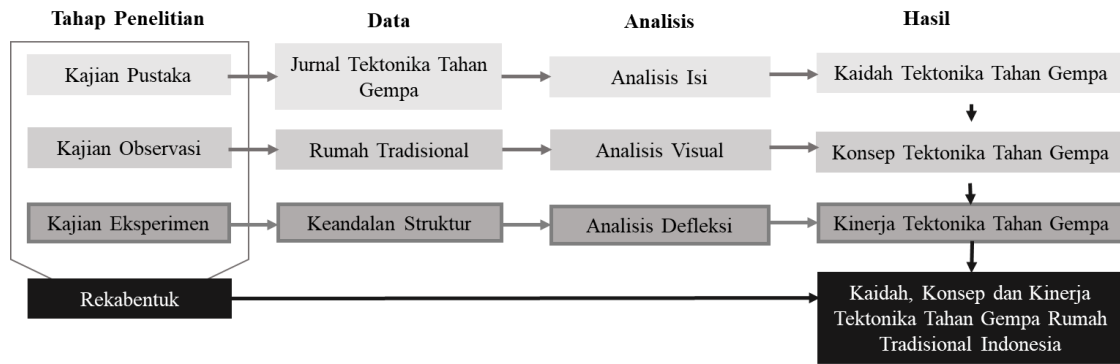 Tahap Penelitian
Data
Analisis
Hasil
Kajian Pustaka
Jurnal Tektonika Tahan
Gempa
Analisis Isi
Kaidah Tektonika Tahan Gempa
Kajian Observasi
Rumah Tradisional
Analisis Visual
Konsep Tektonika Tahan Gempa
Kajian Eksperimen
Keandalan Struktur
Analisis Defleksi
Kinerja Tektonika Tahan Gempa
Rekabentuk
Kaidah, Konsep dan Kinerja
Tektonika Tahan Gempa Rumah
Tradisional Indonesia